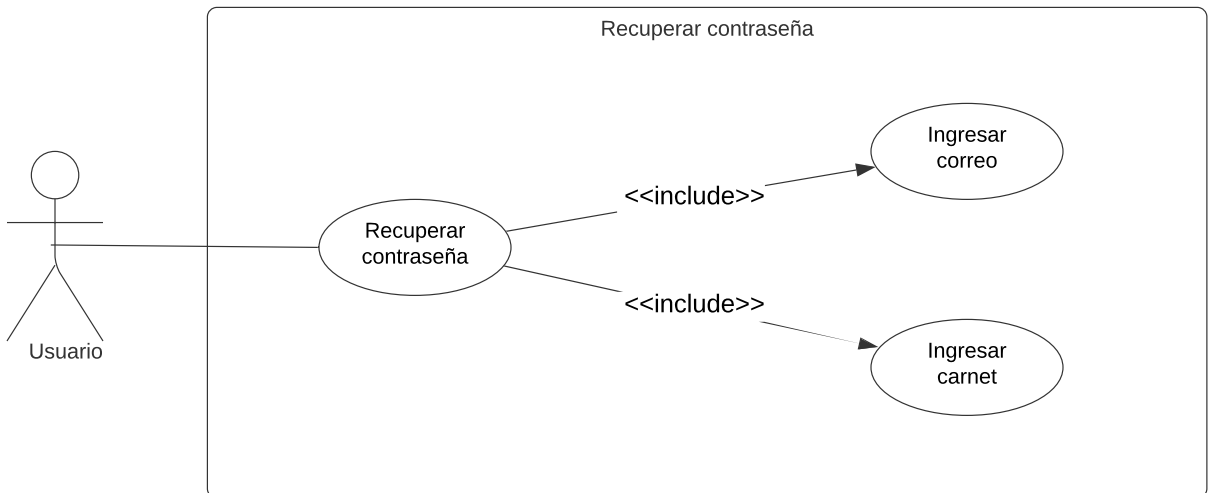 Recuperar contraseña
Ingresar
correo
<<include>>
Recuperar
contraseña
<<include>>
Usuario
Ingresar
carnet